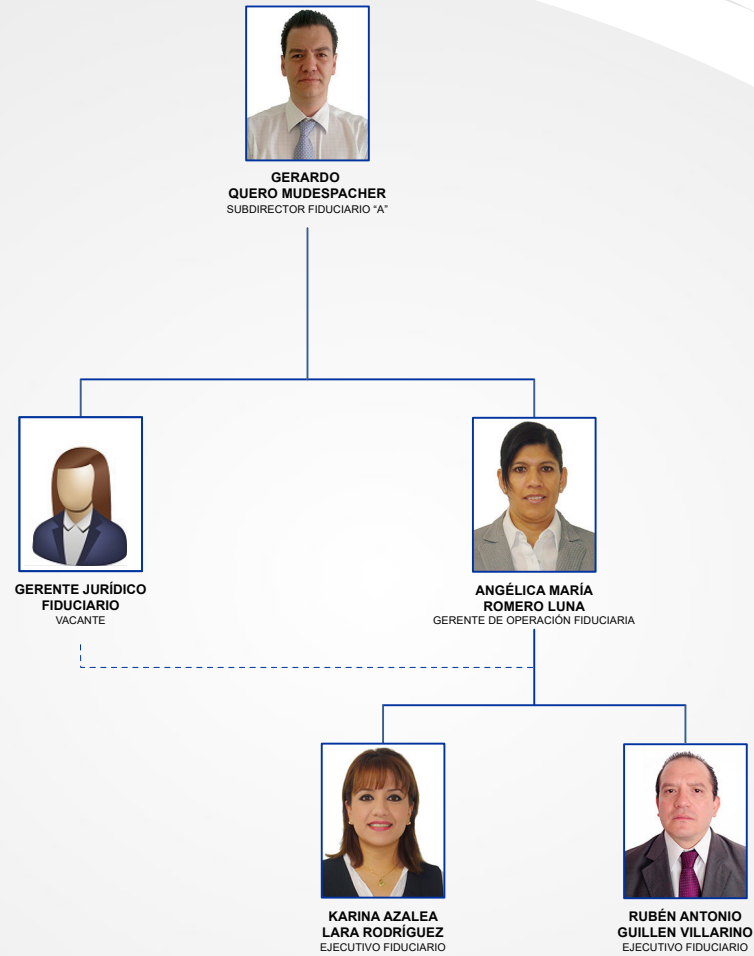 GERARDO
QUERO MUDESPACHER
SUBDIRECTOR FIDUCIARIO “A”
GERENTE JURÍDICO
FIDUCIARIO
VACANTE
ANGÉLICA MARÍA
ROMERO LUNA
GERENTE DE OPERACIÓN FIDUCIARIA
KARINA AZALEA
LARA RODRÍGUEZ
EJECUTIVO FIDUCIARIO
RUBÉN ANTONIO
GUILLEN VILLARINO
EJECUTIVO FIDUCIARIO